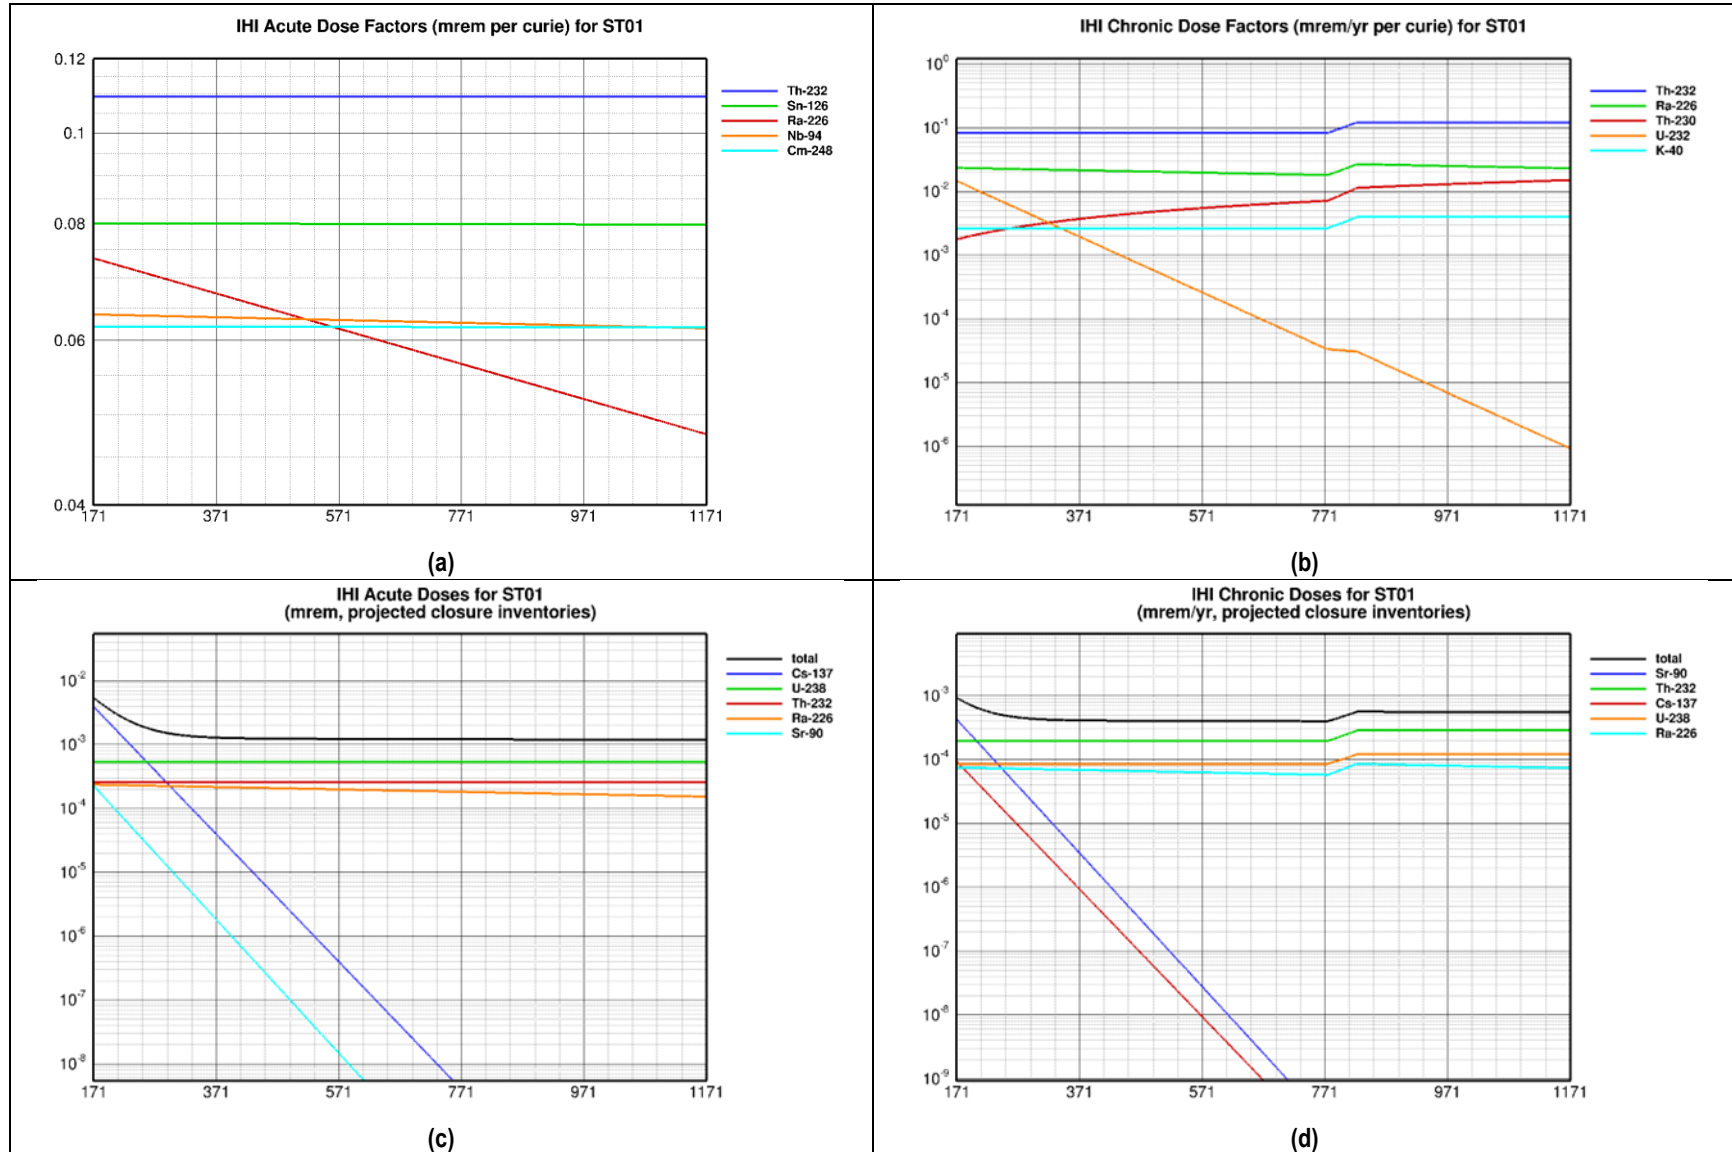 IHI Acute Dose Factors (mrem per curie) for ST01
0.12
0.1
0.08
0.06
0.04
171 371 571 771 971 1171
Th-232
Sn-126
Ra-226
Nb-94
Cm-248
(a)
IHI Chronic Dose Factors (mrem/yr per curie) for ST01
10⁰
10⁻¹
10⁻²
10⁻³
10⁻⁴
10⁻⁵
10⁻⁶
171 371 571 771 971 1171
Th-232
Ra-226
Th-230
U-232
K-40
(b)
IHI Acute Doses for ST01
(mrem, projected closure inventories)
10⁻²
10⁻³
10⁻⁴
10⁻⁵
10⁻⁶
10⁻⁷
10⁻⁸
171 371 571 771 971 1171
total
Cs-137
U-238
Th-232
Ra-226
Sr-90
(c)
IHI Chronic Doses for ST01
(mrem/yr, projected closure inventories)
10⁻³
10⁻⁴
10⁻⁵
10⁻⁶
10⁻⁷
10⁻⁸
10⁻⁹
171 371 571 771 971 1171
total
Sr-90
Th-232
Cs-137
U-238
Ra-226
(d)